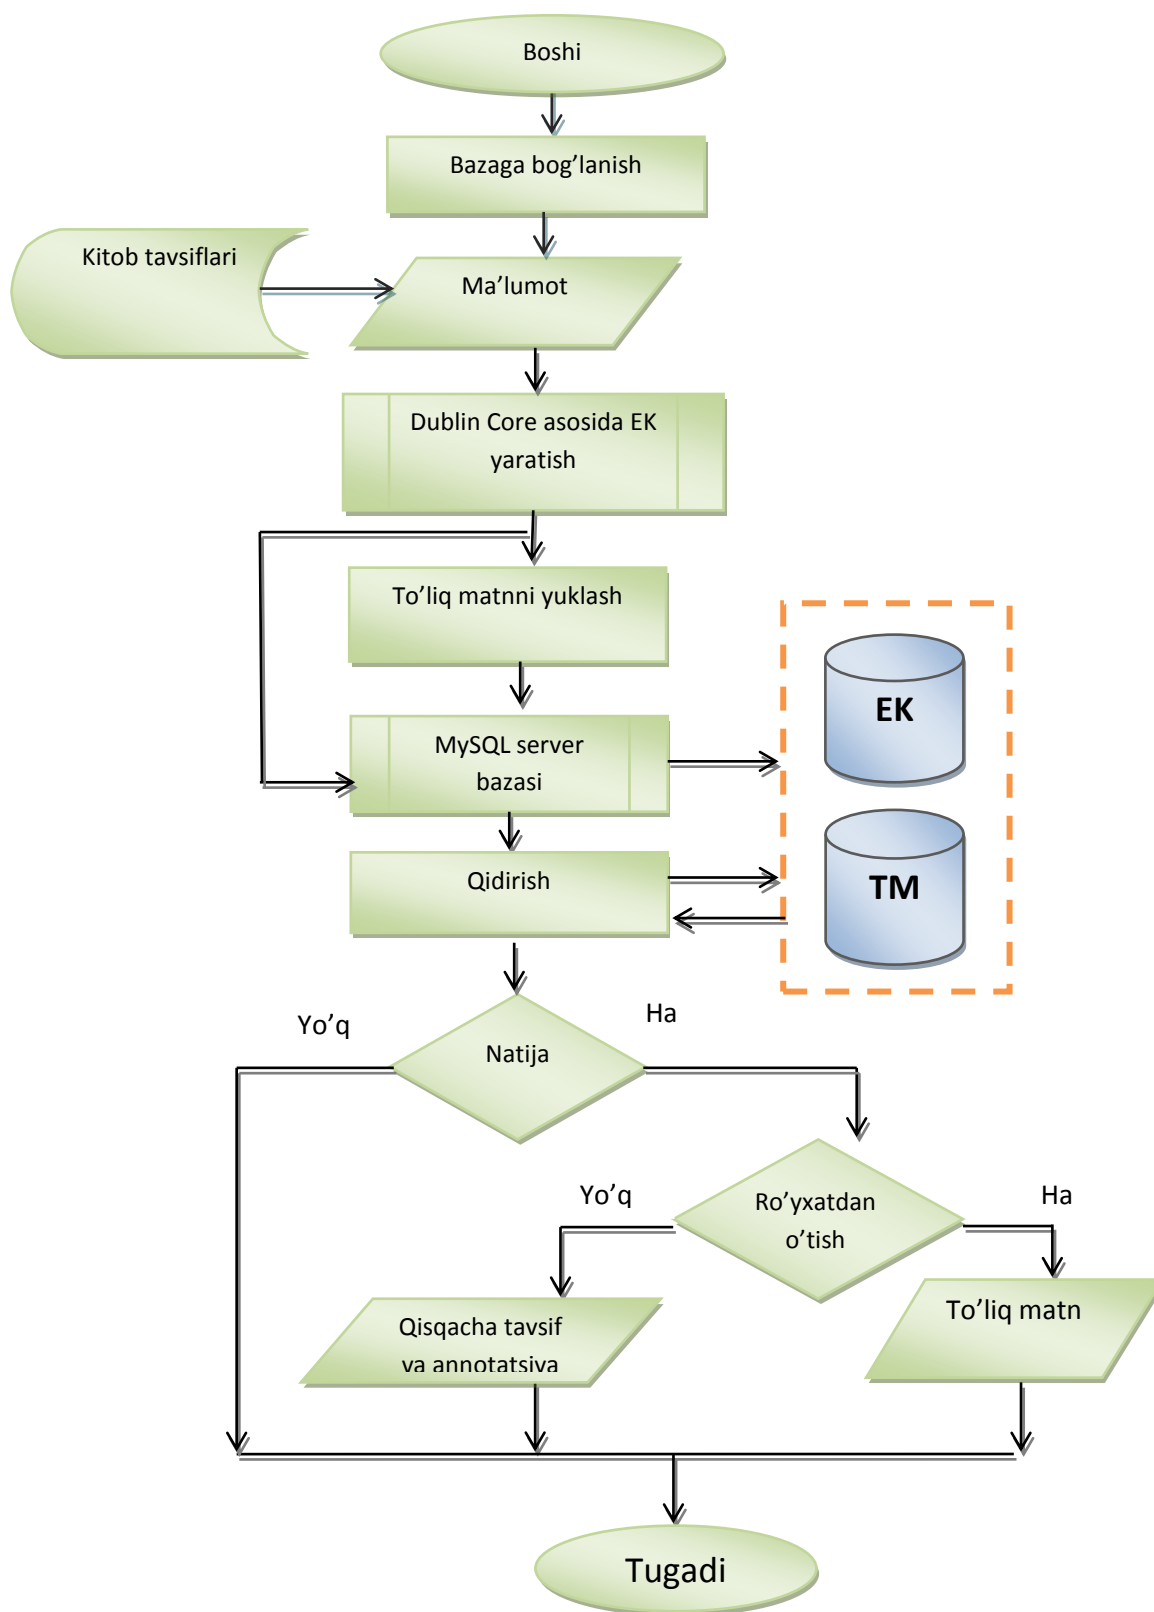 Boshi
Bazaga bog’lanish
Kitob tavsiflari
Ma’lumot
Dublin Core asosida EK
yaratish
To’liq matnni yuklash
EK
MySQL server
bazasi
Qidirish
TM
Yo’q
Ha
Natija
Yo’q
Ro’yxatdan
o’tish
Ha
To’liq matn
Qisqacha tavsif
va annotatsiya
Tugadi